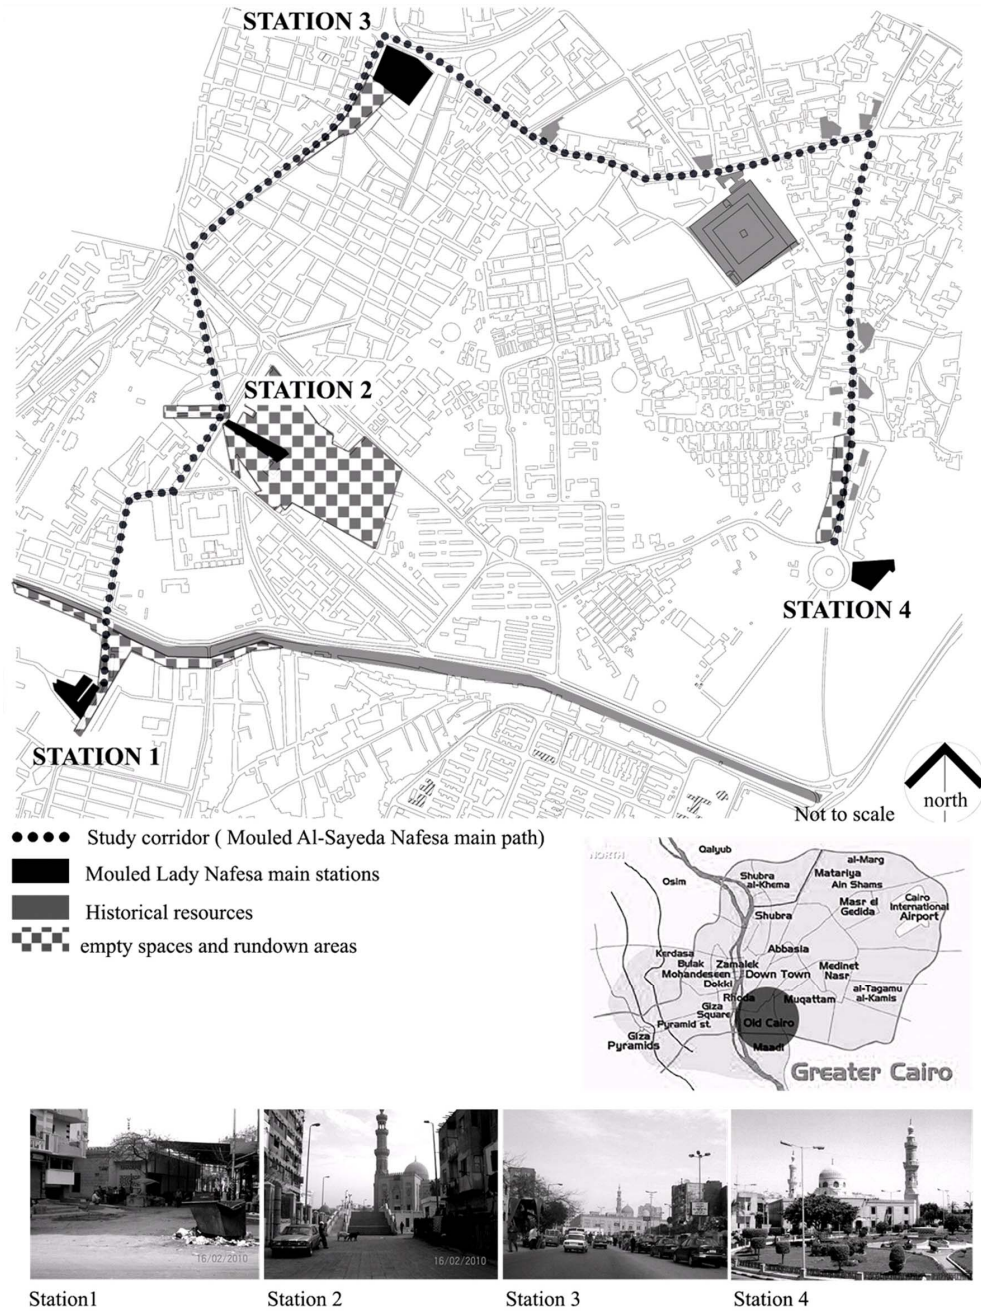 STATION 3
STATION 2
STATION 4
STATION 1
north
Not to scale
Study corridor ( Mouled Al-Sayeda Nafesa main path)
Mouled Lady Nafesa main stations
Historical resources
empty spaces and rundown areas
NORTH
Qalyub
Osim
Shubra
al-Khema
al-Marg
Matariya
Ain Shams
Masr el
Gedida
Cairo
International
Airport
Shubra
Abbasia
Kerdasa
Bulak
Zamalek
Mohandeseen
Down Town
Medinet
Nasr
Dokki
Rhoda
Muqattam
al-Tagamu
al-Kamis
Giza
Square
Pyramid st.
Old Cairo
Giza
Pyramids
Maadi
Greater Cairo
16/02/2010
16/02/2010
Station1
Station 2
Station 3
Station 4